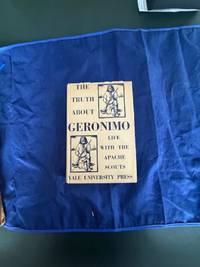 THE
TRUTH
ABOUT
GERONIMO
LIFE
WITH THE
APACHE
SCOUTS
YALE UNIVERSITY PRESS